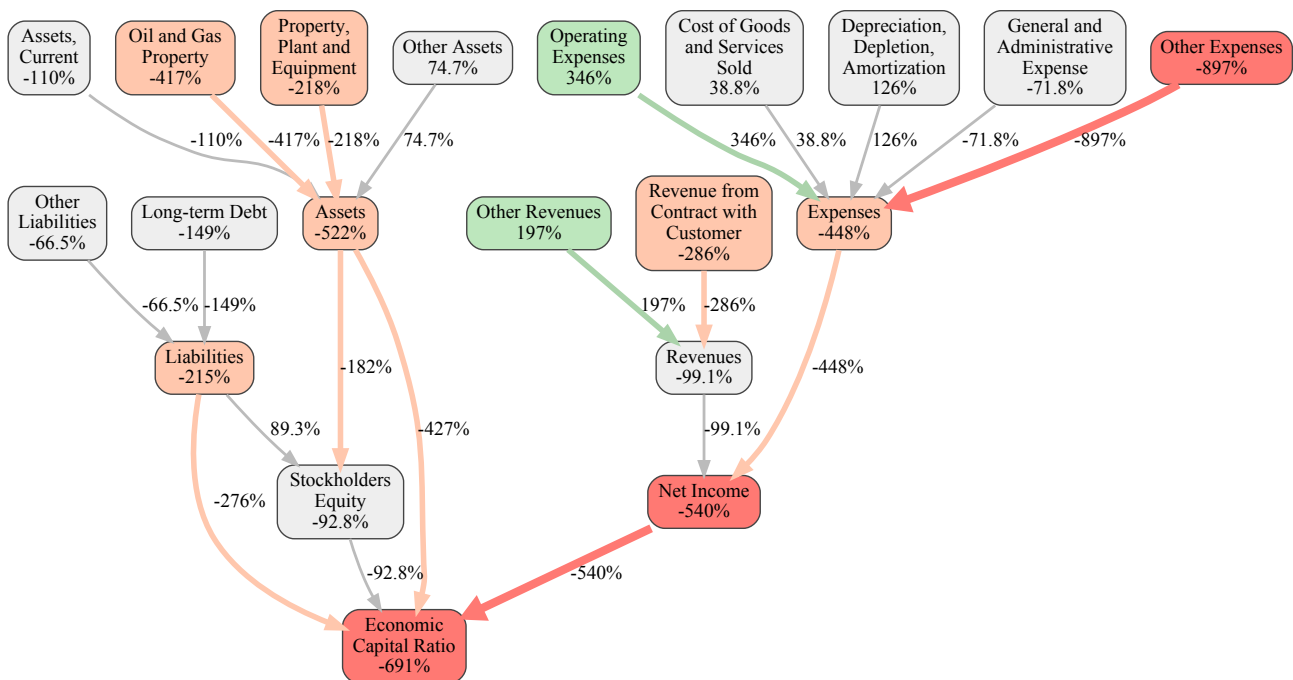 Assets,
Current
-110%
Oil and Gas
Property
-417%
Property,
Plant and
Equipment
-218%
Other Assets
74.7%
Operating
Expenses
346%
Cost of Goods
and Services
Sold
38.8%
Depreciation,
Depletion,
Amortization
126%
General and
Administrative
Expense
-71.8%
Other Expenses
-897%
-110%
-417%
-218%
74.7%
346%
38.8%
126%
-71.8%
-897%
Other
Liabilities
-66.5%
Long-term Debt
-149%
Assets
-522%
Other Revenues
197%
Revenue from
Contract with
Customer
-286%
Expenses
-448%
-66.5%
-149%
197%
-286%
Liabilities
-215%
-182%
Revenues
-99.1%
-448%
89.3%
-427%
-99.1%
-276%
Stockholders
Equity
-92.8%
Net Income
-540%
-92.8%
-540%
Economic
Capital Ratio
-691%